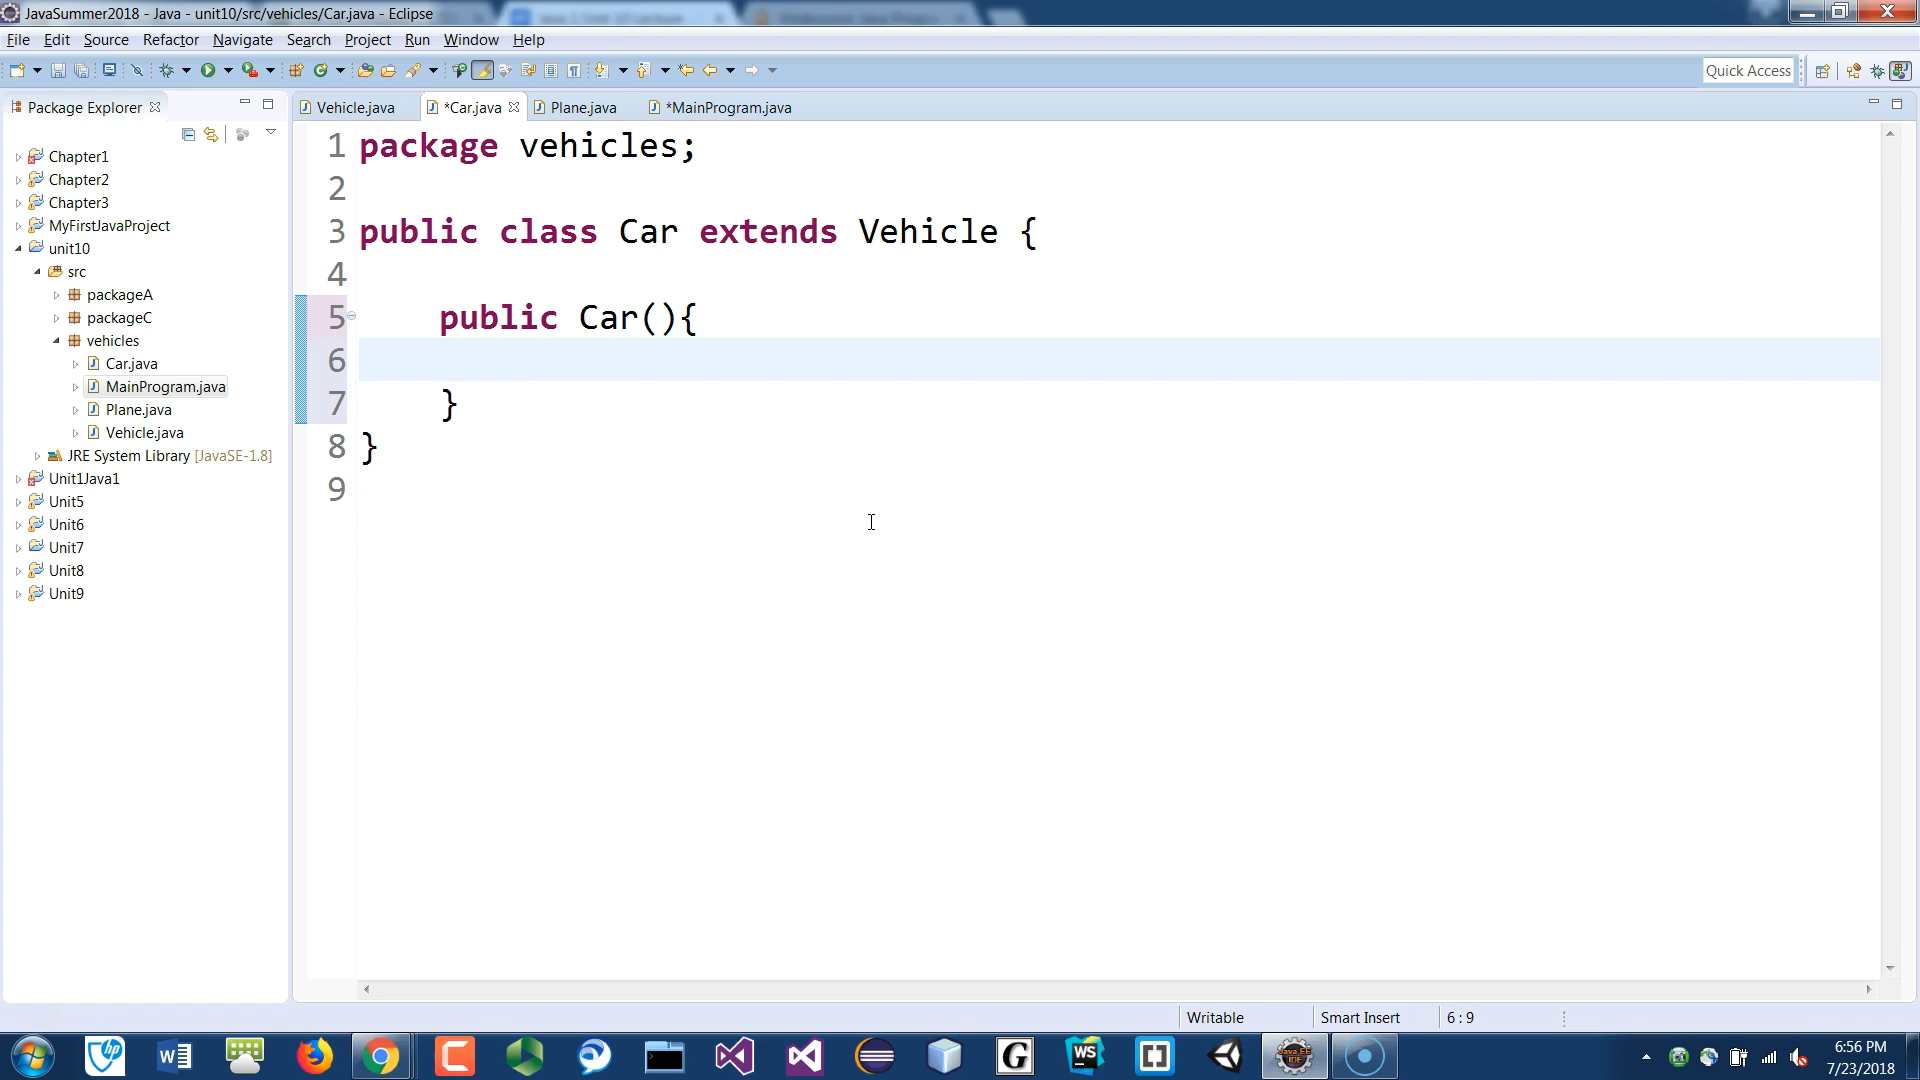 JavaSummer2018 - Java - unit10/src/vehicles/Car.java - Eclipse
File Edit Source Refactor Navigate Search Project Run Window Help
Quick Access
Package Explorer
Vehicle.java *Car.java Plane.java *MainProgram.java
Chapter1
Chapter2
Chapter3
MyFirstJavaProject
unit10
src
packageA
packageC
vehicles
Car.java
MainProgram.java
Plane.java
Vehicle.java
JRE System Library [JavaSE-1.8]
Unit1Java1
Unit5
Unit6
Unit7
Unit8
Unit9
1 package vehicles;
2
3 public class Car extends Vehicle {
4
5 public Car(){
6
7 }
8 }
9
Writable Smart Insert 6 : 9
6:56 PM
7/23/2018